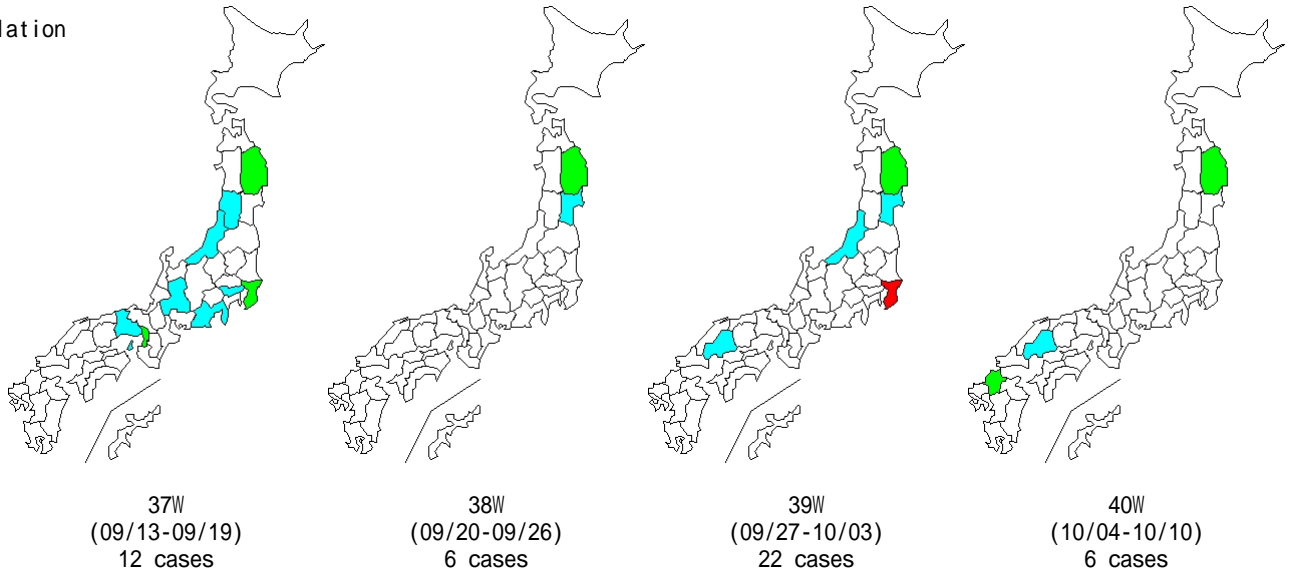 lation
37W
(09/13-09/19)
12 cases
38W
(09/20-09/26)
6 cases
39W
(09/27-10/03)
22 cases
40W
(10/04-10/10)
6 cases